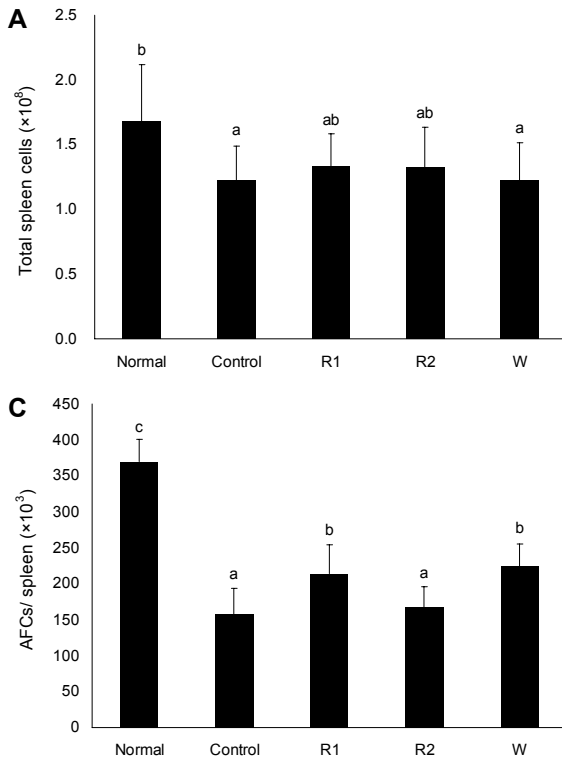 A
Total spleen cells (×10⁸)
2.5
2.0
1.5
1.0
0.5
0.0
b
a
ab
ab
a
Normal Control R1 R2 W
C
AFCs/ spleen (×10³)
450
400
350
300
250
200
150
100
50
0
c
a
b
a
b
Normal Control R1 R2 W